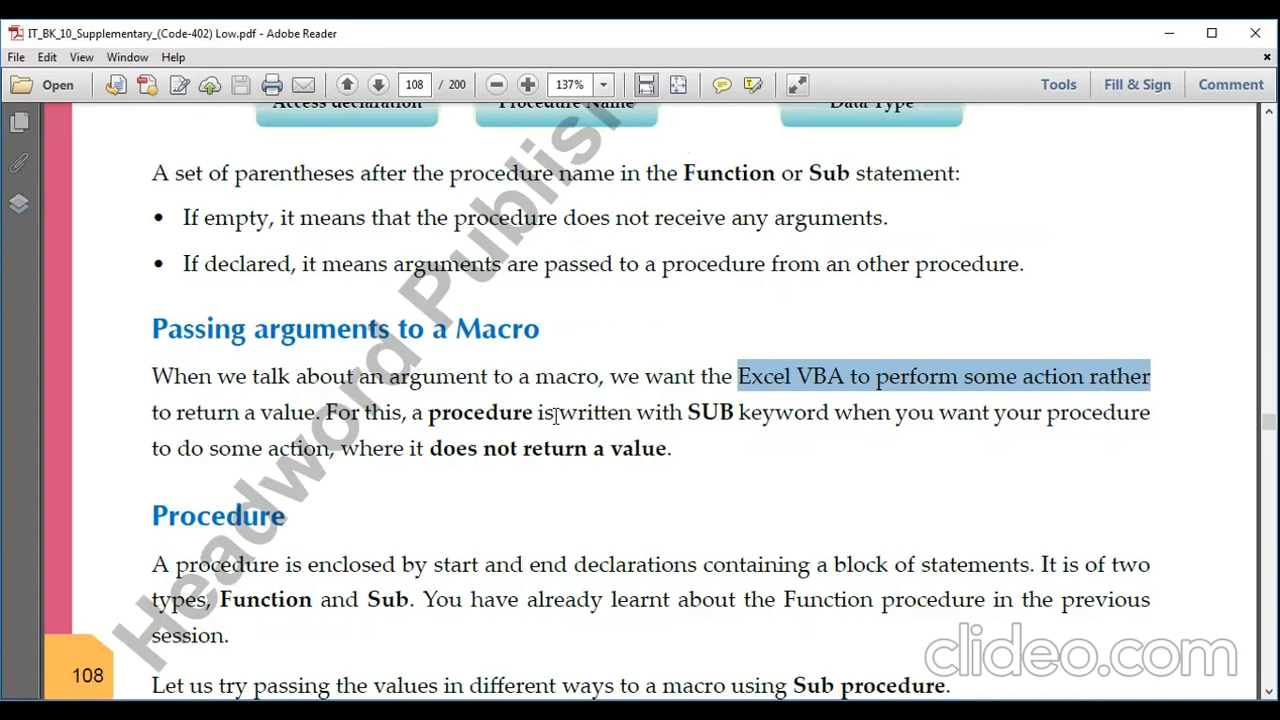 IT_BK_10_Supplementary_(Code-402) Low.pdf - Adobe Reader
File Edit View Window Help
Open 108 / 200 137% Tools Fill & Sign Comment
Access declaration Procedure Name Data Type
A set of parentheses after the procedure name in the Function or Sub statement:
• If empty, it means that the procedure does not receive any arguments.
• If declared, it means arguments are passed to a procedure from an other procedure.
Passing arguments to a Macro
When we talk about an argument to a macro, we want the Excel VBA to perform some action rather
to return a value. For this, a procedure is written with SUB keyword when you want your procedure
to do some action, where it does not return a value.
Procedure
A procedure is enclosed by start and end declarations containing a block of statements. It is of two
types, Function and Sub. You have already learnt about the Function procedure in the previous
session.
Let us try passing the values in different ways to a macro using Sub procedure.
108
Headword Publis
clideo.com